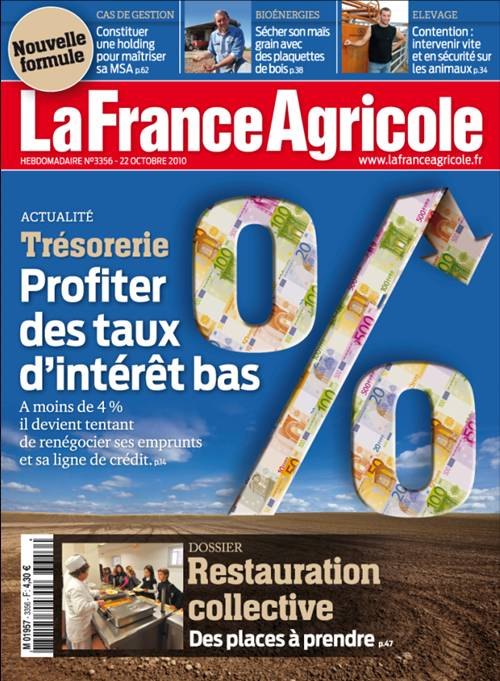 Nouvelle
formule
CAS DE GESTION
Constituer
une holding
pour maîtriser
sa MSA p.62
BIOÉNERGIES
Sécher son maïs
grain avec
des plaquettes
de bois p.38
ELEVAGE
Contention :
intervenir vite
et en sécurité sur
les animaux p.34
La France Agricole
HEBDOMADAIRE N°3356 - 22 OCTOBRE 2010
www.lafranceagricole.fr
ACTUALITÉ
Trésorerie
Profiter
des taux
d'intérêt bas
A moins de 4 %
il devient tentant
de renégocier ses emprunts
et sa ligne de crédit. p.14
%
M 01957 - 3356 - F: 4,30 €
DOSSIER
Restauration
collective
Des places à prendre p.47